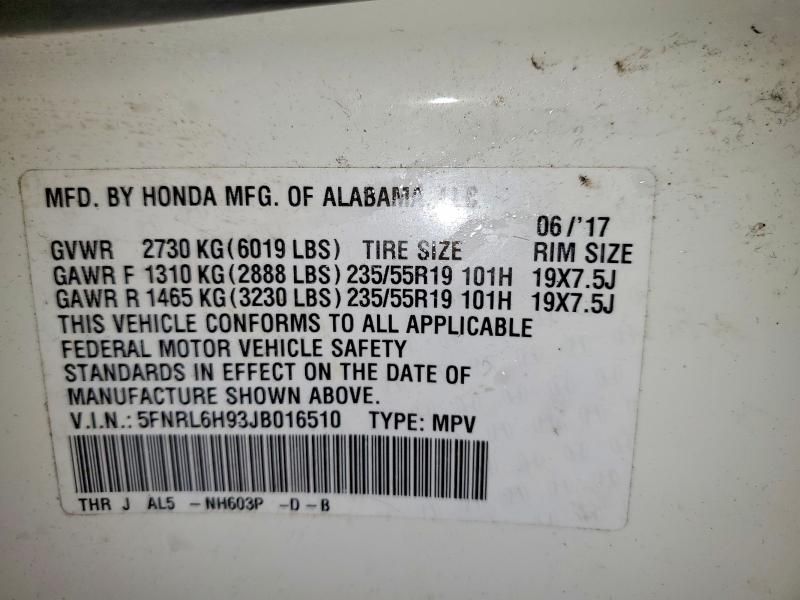 MFD. BY HONDA MFG. OF ALABAMA, LLC
06/'17
GVWR 2730 KG(6019 LBS) TIRE SIZE RIM SIZE
GAWR F 1310 KG(2888 LBS) 235/55R19 101H 19X7.5J
GAWR R 1465 KG(3230 LBS) 235/55R19 101H 19X7.5J
THIS VEHICLE CONFORMS TO ALL APPLICABLE
FEDERAL MOTOR VEHICLE SAFETY
STANDARDS IN EFFECT ON THE DATE OF
MANUFACTURE SHOWN ABOVE.
V.I.N.: 5FNRL6H93JB016510 TYPE: MPV
THR J AL5 -NH603P -D-B